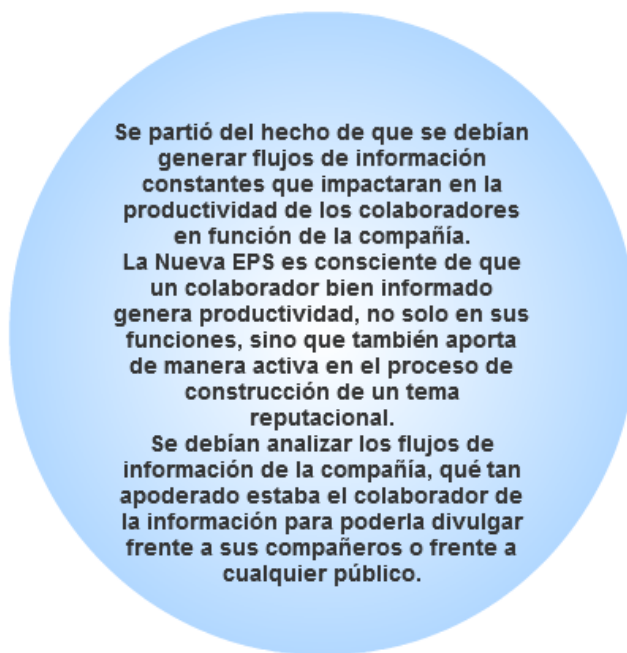 Se partió del hecho de que se debían
generar flujos de información
constantes que impactaran en la
productividad de los colaboradores
en función de la compañía.
La Nueva EPS es consciente de que
un colaborador bien informado
genera productividad, no solo en sus
funciones, sino que también aporta
de manera activa en el proceso de
construcción de un tema
reputacional.
Se debían analizar los flujos de
información de la compañía, qué tan
apoderado estaba el colaborador de
la información para poderla divulgar
frente a sus compañeros o frente a
cualquier público.